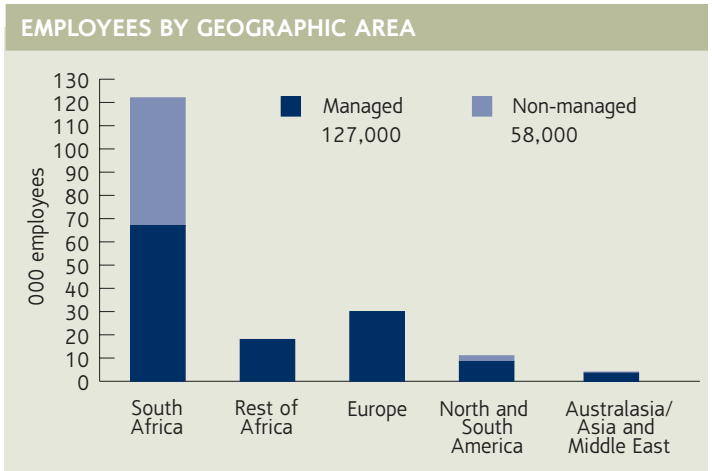 EMPLOYEES BY GEOGRAPHIC AREA
130
120
110
100
90
80
70
60
50
40
30
20
10
0
000 employees
Managed
127,000
Non-managed
58,000
South
Africa
Rest of
Africa
Europe
North and
South
America
Australasia/
Asia and
Middle East